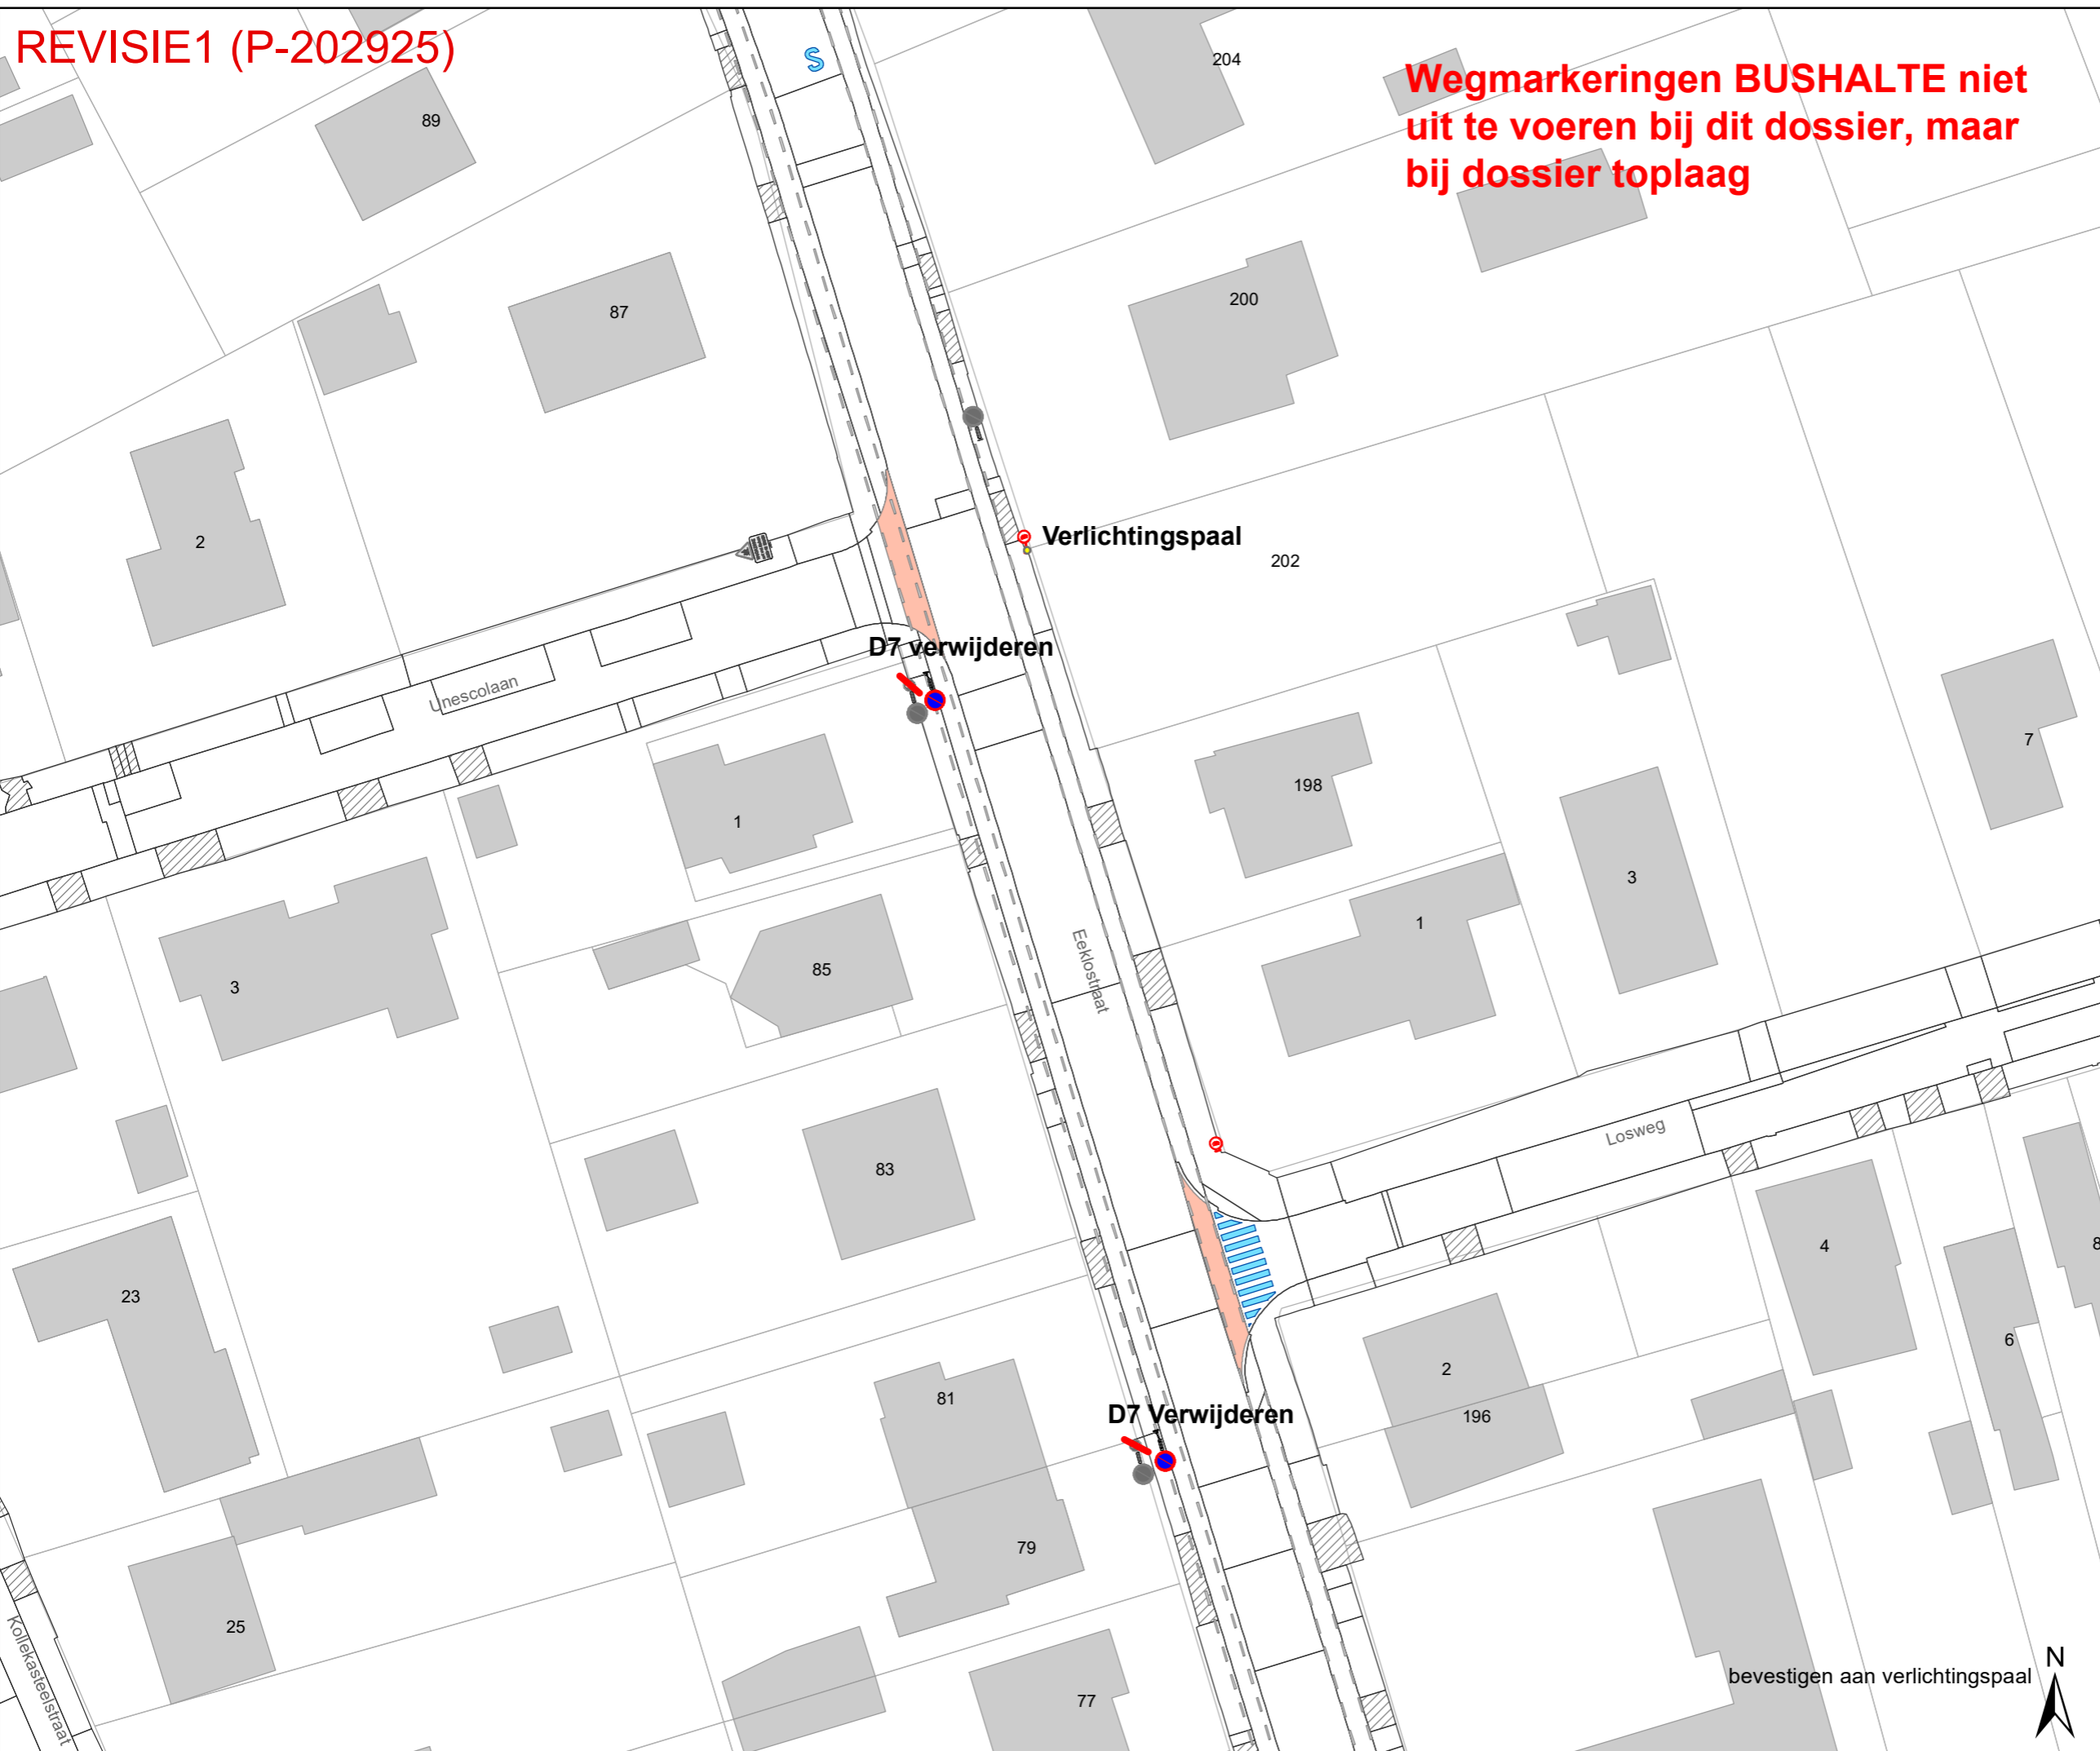 REVISIE1 (P-202925)
Wegmarkeringen BUSHALTE niet
uit te voeren bij dit dossier, maar
bij dossier toplaag
S
204
89
200
87
2
Verlichtingspaal
202
D7 verwijderen
Unescolaan
7
198
1
3
1
85
Eeklostraat
3
Losweg
83
4
8
23
6
2
81
196
D7 Verwijderen
79
25
Kollekasteelstraat
77
bevestigen aan verlichtingspaal
N